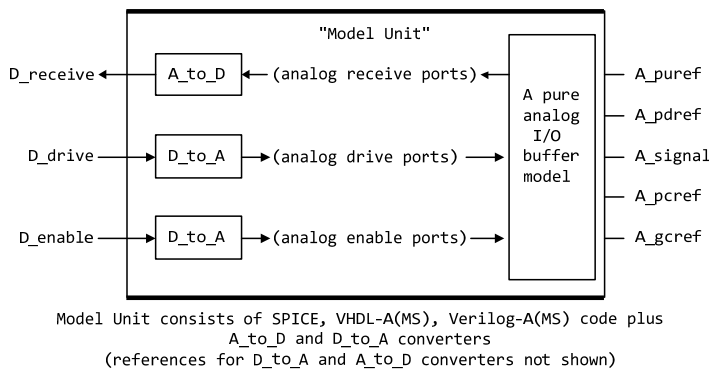 "Model Unit"
D_receive A_to_D (analog receive ports) A_puref
A pure
analog
I/O
buffer
model
A_pdref
D_drive D_to_A (analog drive ports) A_signal
A_pcref
D_enable D_to_A (analog enable ports) A_gcref
Model Unit consists of SPICE, VHDL-A(MS), Verilog-A(MS) code plus
A_to_D and D_to_A converters
(references for D_to_A and A_to_D converters not shown)